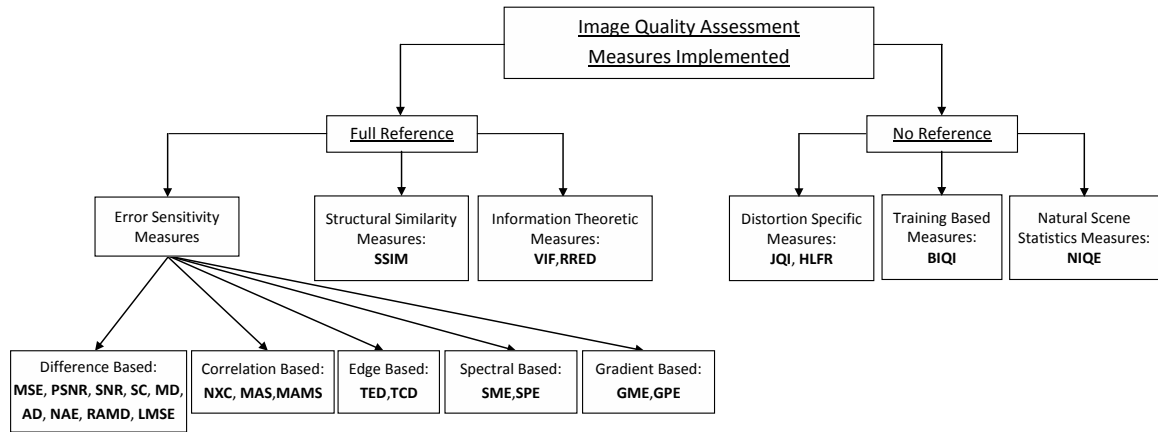 Image Quality Assessment
Measures Implemented
Full Reference
No Reference
Error Sensitivity
Measures
Structural Similarity
Measures:
SSIM
Information Theoretic
Measures:
VIF,RRED
Distortion Specific
Measures:
JQI, HLFR
Training Based
Measures:
BIQI
Natural Scene
Statistics Measures:
NIQE
Difference Based:
MSE, PSNR, SNR, SC, MD,
AD, NAE, RAMD, LMSE
Correlation Based:
NXC, MAS,MAMS
Edge Based:
TED,TCD
Spectral Based:
SME,SPE
Gradient Based:
GME,GPE